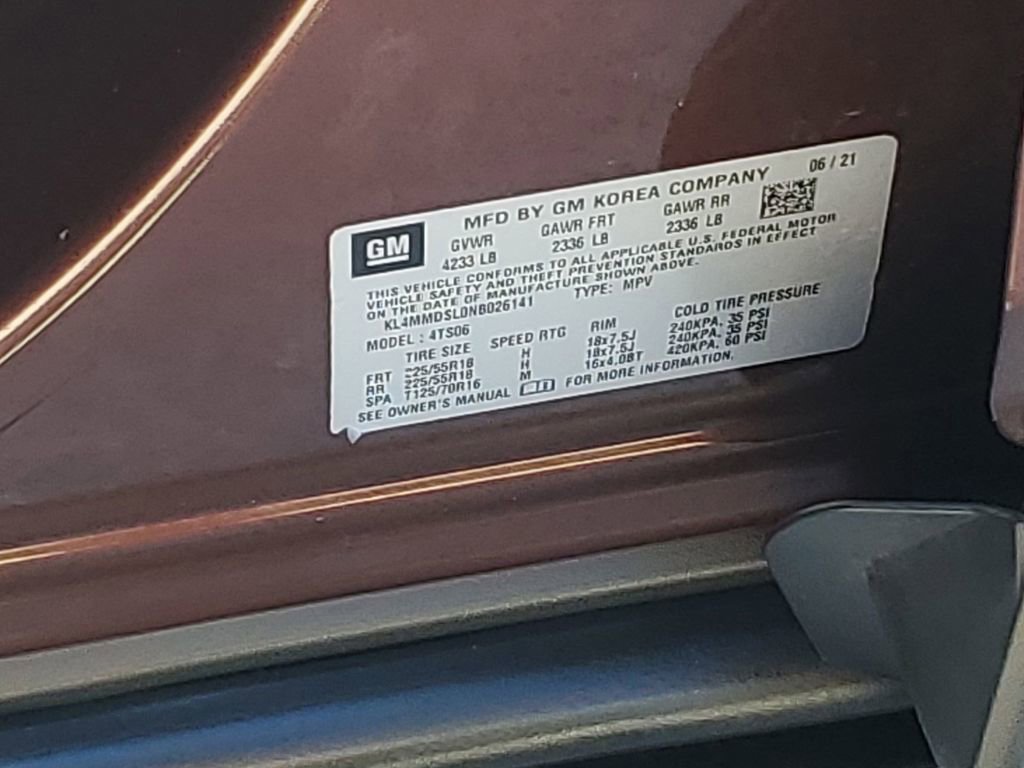 06 / 21
GM MFD BY GM KOREA COMPANY
GVWR GAWR FRT GAWR RR
4233 LB 2336 LB 2336 LB
THIS VEHICLE CONFORMS TO ALL APPLICABLE U.S. FEDERAL MOTOR
VEHICLE SAFETY AND THEFT PREVENTION STANDARDS IN EFFECT
ON THE DATE OF MANUFACTURE SHOWN ABOVE.
KL4MMDSL0NB026141 TYPE: MPV
MODEL : 4TS06
TIRE SIZE SPEED RTG RIM COLD TIRE PRESSURE
FRT 225/55R18 H 18x7.5J 240KPA, 35 PSI
RR 225/55R18 H 18x7.5J 240KPA, 35 PSI
SPA T125/70R16 M 16x4.0BT 420KPA, 60 PSI
SEE OWNER'S MANUAL FOR MORE INFORMATION.